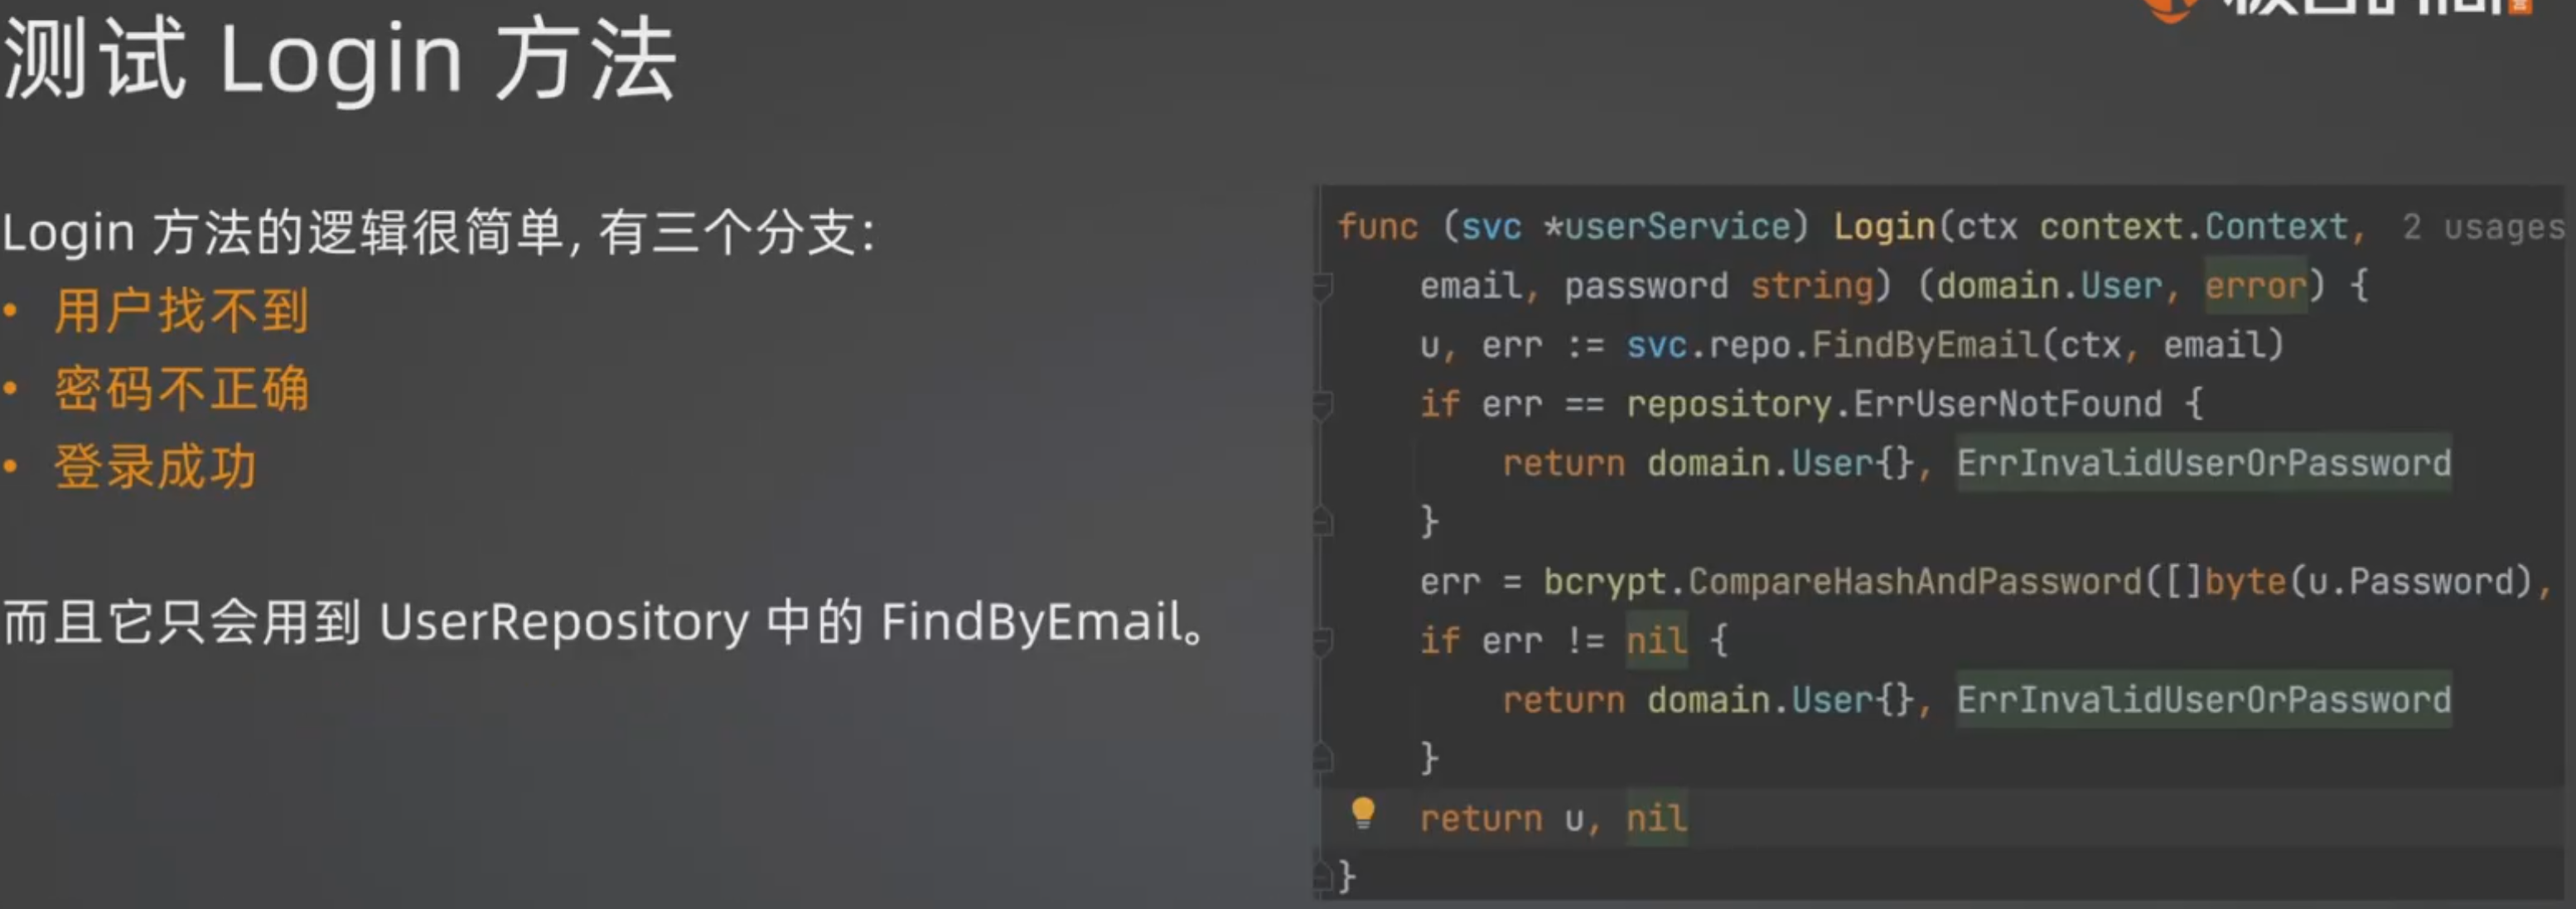 测试 Login 方法
Login 方法的逻辑很简单, 有三个分支:
• 用户找不到
• 密码不正确
• 登录成功
而且它只会用到 UserRepository 中的 FindByEmail。
func (svc *userService) Login(ctx context.Context, 2 usages
email, password string) (domain.User, error) {
u, err := svc.repo.FindByEmail(ctx, email)
if err == repository.ErrUserNotFound {
return domain.User{}, ErrInvalidUserOrPassword
}
err = bcrypt.CompareHashAndPassword([]byte(u.Password),
if err != nil {
return domain.User{}, ErrInvalidUserOrPassword
}
return u, nil
}